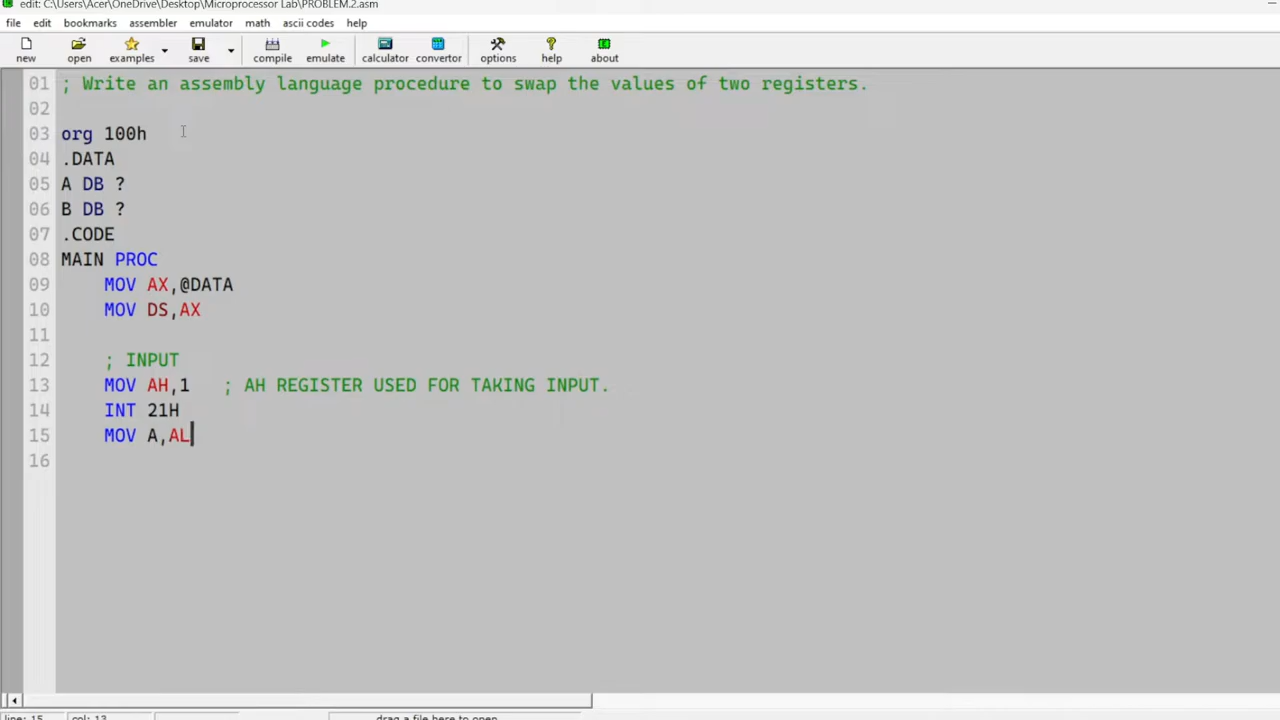 edit: C:\Users\Acer\OneDrive\Desktop\Microprocessor Lab\PROBLEM.2.asm
file edit bookmarks assembler emulator math ascii codes help
new open examples save compile emulate calculator convertor options help about
01 ; Write an assembly language procedure to swap the values of two registers.
02
03 org 100h
04 .DATA
05 A DB ?
06 B DB ?
07 .CODE
08 MAIN PROC
09 MOV AX,@DATA
10 MOV DS,AX
11
12 ; INPUT
13 MOV AH,1 ; AH REGISTER USED FOR TAKING INPUT.
14 INT 21H
15 MOV A,AL
16
line: 15 col: 13 drag a file here to open